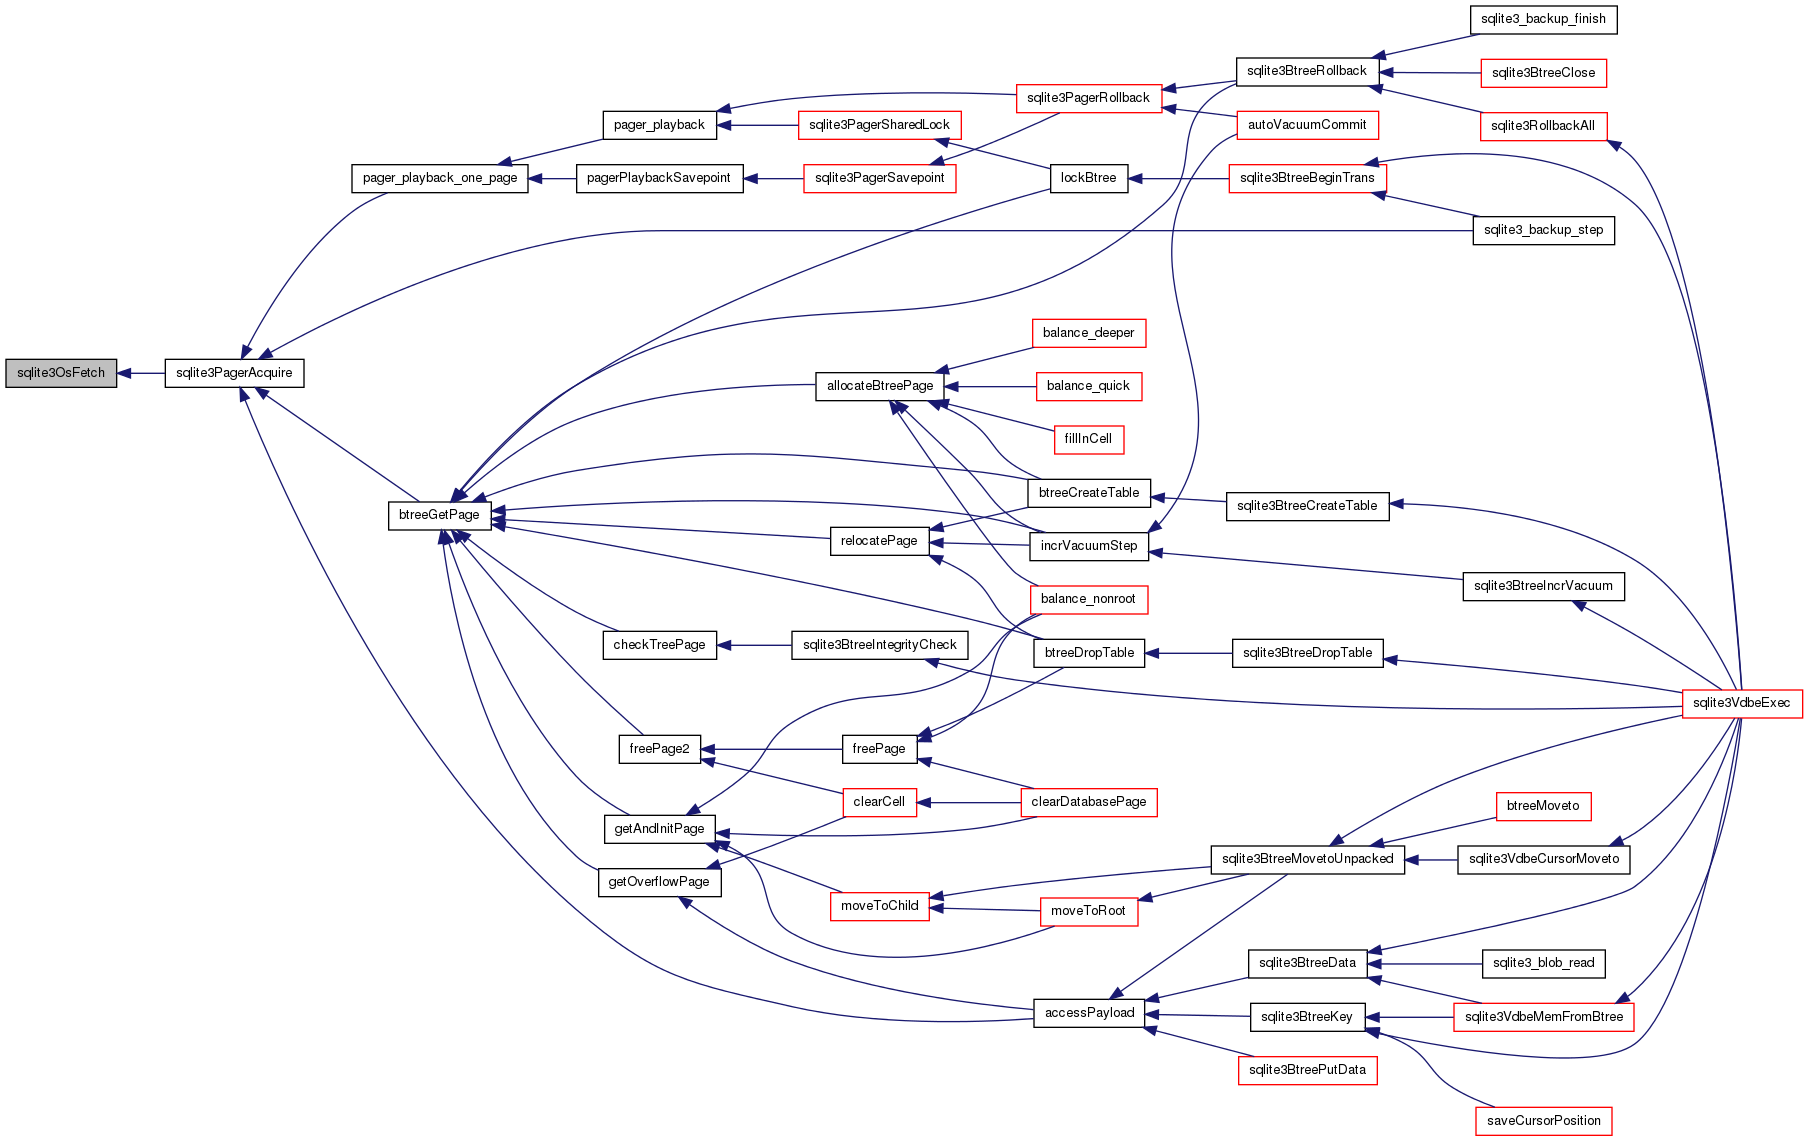 sqlite3_backup_finish
sqlite3BtreeRollback
sqlite3BtreeClose
sqlite3PagerRollback
pager_playback
sqlite3PagerSharedLock
autoVacuumCommit
sqlite3RollbackAll
pager_playback_one_page
pagerPlaybackSavepoint
sqlite3PagerSavepoint
lockBtree
sqlite3BtreeBeginTrans
sqlite3_backup_step
balance_deeper
sqlite3OsFetch
sqlite3PagerAcquire
allocateBtreePage
balance_quick
fillInCell
btreeCreateTable
sqlite3BtreeCreateTable
btreeGetPage
relocatePage
incrVacuumStep
sqlite3BtreeIncrVacuum
balance_nonroot
checkTreePage
sqlite3BtreeIntegrityCheck
btreeDropTable
sqlite3BtreeDropTable
sqlite3VdbeExec
freePage2
freePage
clearCell
clearDatabasePage
btreeMoveto
getAndInitPage
sqlite3BtreeMovetoUnpacked
sqlite3VdbeCursorMoveto
getOverflowPage
moveToChild
moveToRoot
sqlite3BtreeData
sqlite3_blob_read
accessPayload
sqlite3BtreeKey
sqlite3VdbeMemFromBtree
sqlite3BtreePutData
saveCursorPosition